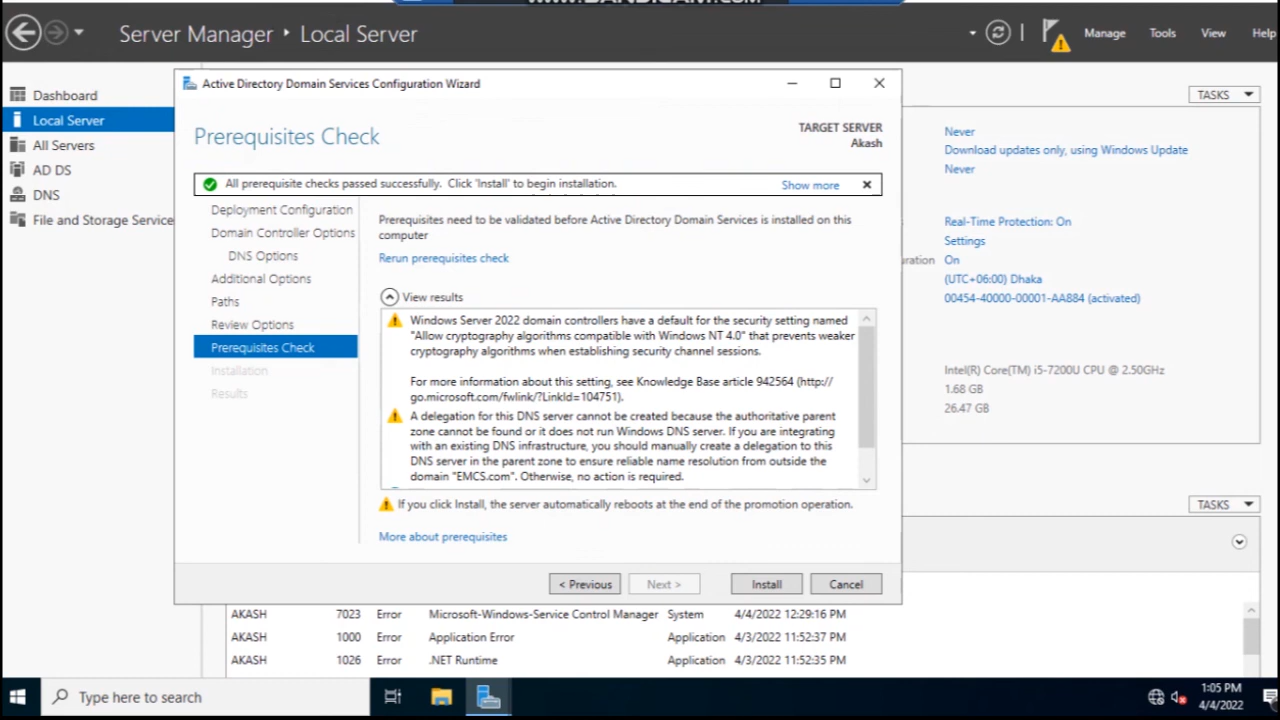 Server Manager ‣ Local Server
Manage
Tools
View
Help
Dashboard
Local Server
All Servers
AD DS
DNS
File and Storage Service
Active Directory Domain Services Configuration Wizard
Prerequisites Check
TARGET SERVER
Akash
All prerequisite checks passed successfully. Click 'Install' to begin installation.
Show more
Deployment Configuration
Domain Controller Options
DNS Options
Additional Options
Paths
Review Options
Prerequisites Check
Installation
Results
Prerequisites need to be validated before Active Directory Domain Services is installed on this
computer
Rerun prerequisites check
View results
Windows Server 2022 domain controllers have a default for the security setting named
"Allow cryptography algorithms compatible with Windows NT 4.0" that prevents weaker
cryptography algorithms when establishing security channel sessions.
For more information about this setting, see Knowledge Base article 942564 (http://
go.microsoft.com/fwlink/?LinkId=104751).
A delegation for this DNS server cannot be created because the authoritative parent
zone cannot be found or it does not run Windows DNS server. If you are integrating
with an existing DNS infrastructure, you should manually create a delegation to this
DNS server in the parent zone to ensure reliable name resolution from outside the
domain "EMCS.com". Otherwise, no action is required.
If you click Install, the server automatically reboots at the end of the promotion operation.
More about prerequisites
< Previous
Next >
Install
Cancel
TASKS
Never
Download updates only, using Windows Update
Never
Real-Time Protection: On
Settings
uration
On
(UTC+06:00) Dhaka
00454-40000-00001-AA884 (activated)
Intel(R) Core(TM) i5-7200U CPU @ 2.50GHz
1.68 GB
26.47 GB
TASKS
AKASH 7023 Error Microsoft-Windows-Service Control Manager System 4/4/2022 12:29:16 PM
AKASH 1000 Error Application Error Application 4/3/2022 11:52:37 PM
AKASH 1026 Error .NET Runtime Application 4/3/2022 11:52:35 PM
Type here to search
1:05 PM
4/4/2022